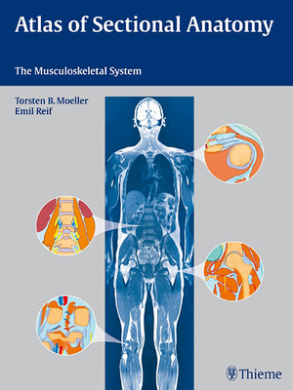 Atlas of Sectional Anatomy
The Musculoskeletal System
Torsten B. Moeller
Emil Reif
Thieme